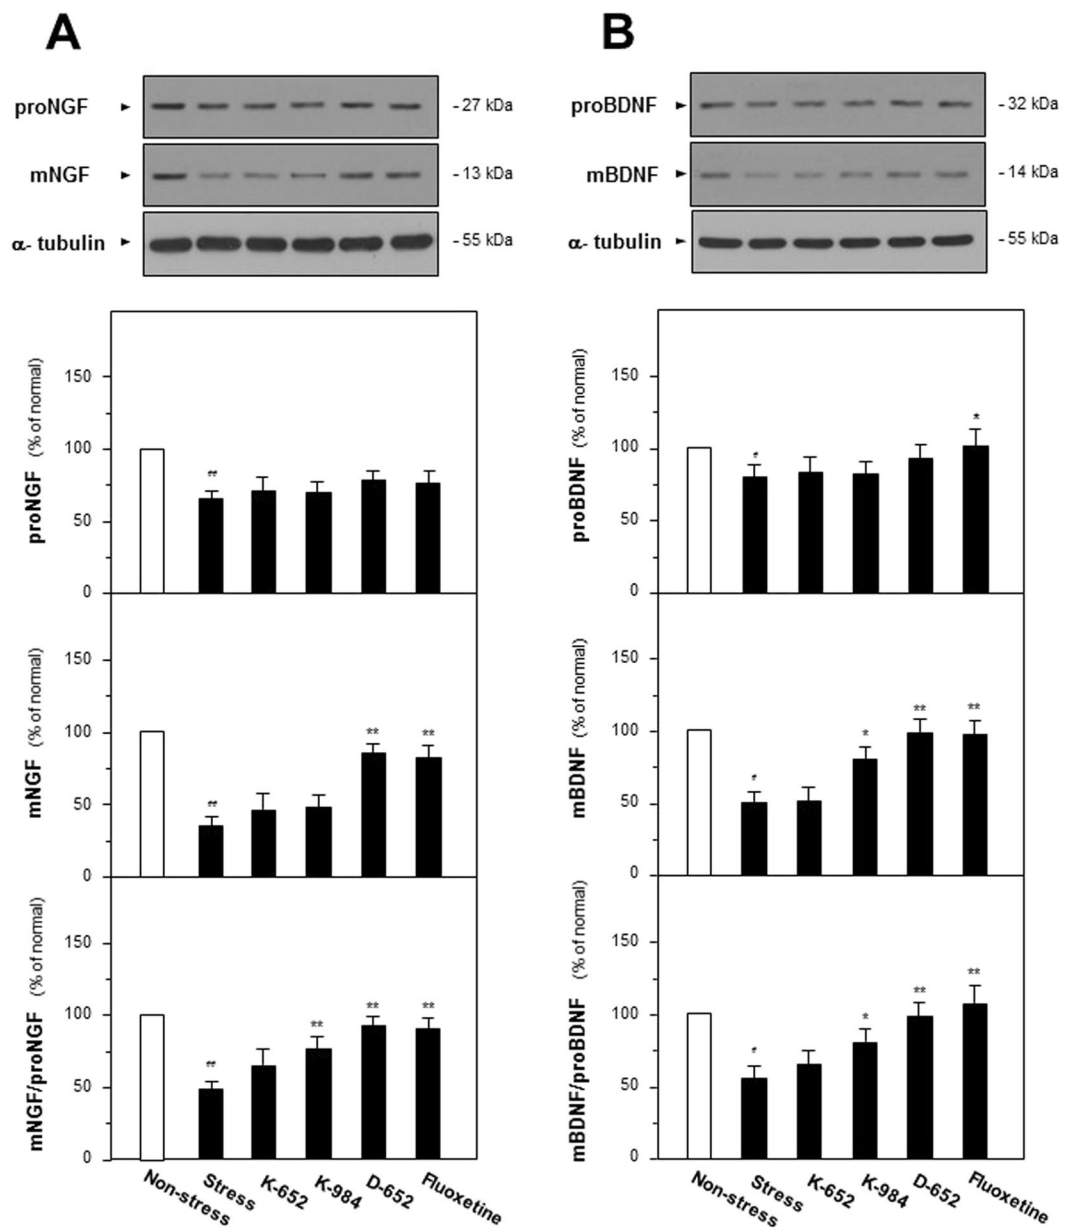 A
proNGF
- 27 kDa
mNGF
- 13 kDa
α- tubulin
- 55 kDa
proNGF (% of normal)
150
100
50
0
##
mNGF (% of normal)
150
100
50
0
##
**
**
mNGF/proNGF (% of normal)
150
100
50
0
##
**
**
**
Non-stress
Stress
K-652
K-984
D-652
Fluoxetine
B
proBDNF
- 32 kDa
mBDNF
- 14 kDa
α- tubulin
- 55 kDa
proBDNF (% of normal)
150
100
50
0
#
*
mBDNF (% of normal)
150
100
50
0
#
*
**
**
mBDNF/proBDNF (% of normal)
150
100
50
0
#
*
**
**
Non-stress
Stress
K-652
K-984
D-652
Fluoxetine